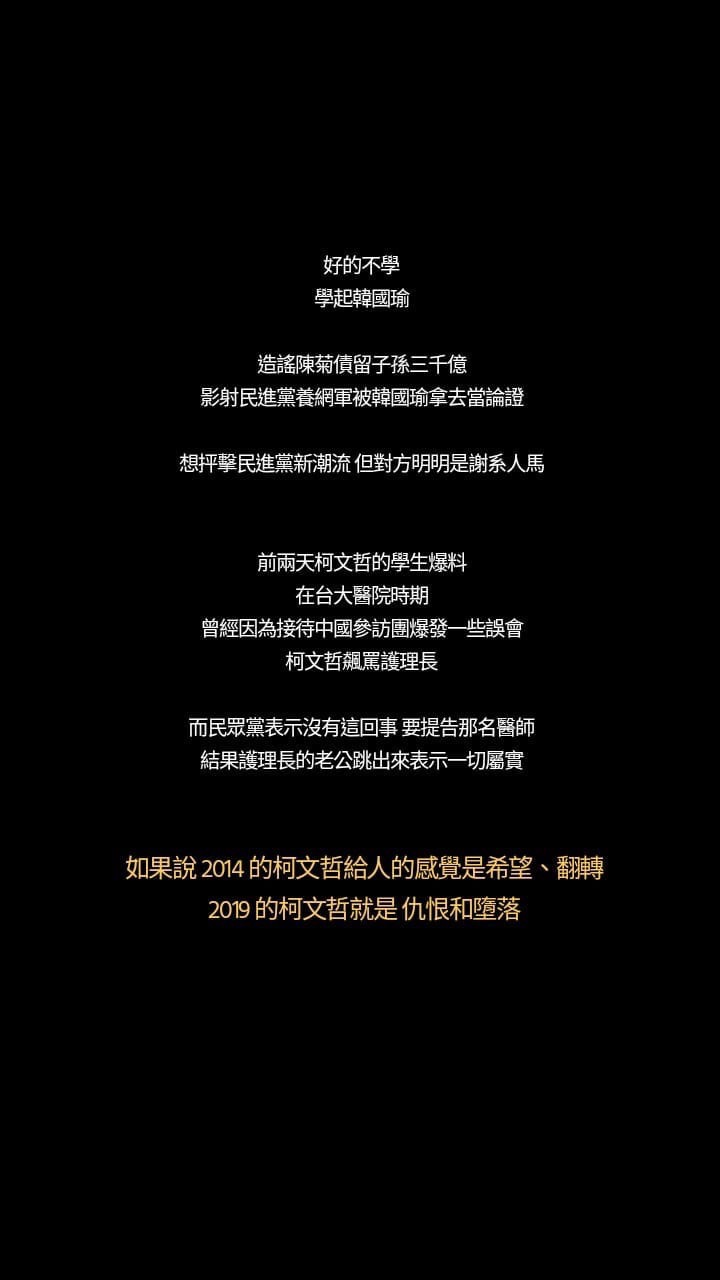 好的不學
學起韓國瑜
造謠陳菊債留子孫三千億
影射民進黨養網軍被韓國瑜拿去當論證
想抨擊民進黨新潮流 但對方明明是謝系人馬
前兩天柯文哲的學生爆料
在台大醫院時期
曾經因為接待中國參訪團爆發一些誤會
柯文哲飆罵護理長
而民眾黨表示沒有這回事 要提告那名醫師
結果護理長的老公跳出來表示一切屬實
如果說 2014 的柯文哲給人的感覺是希望、翻轉
2019 的柯文哲就是 仇恨和墮落